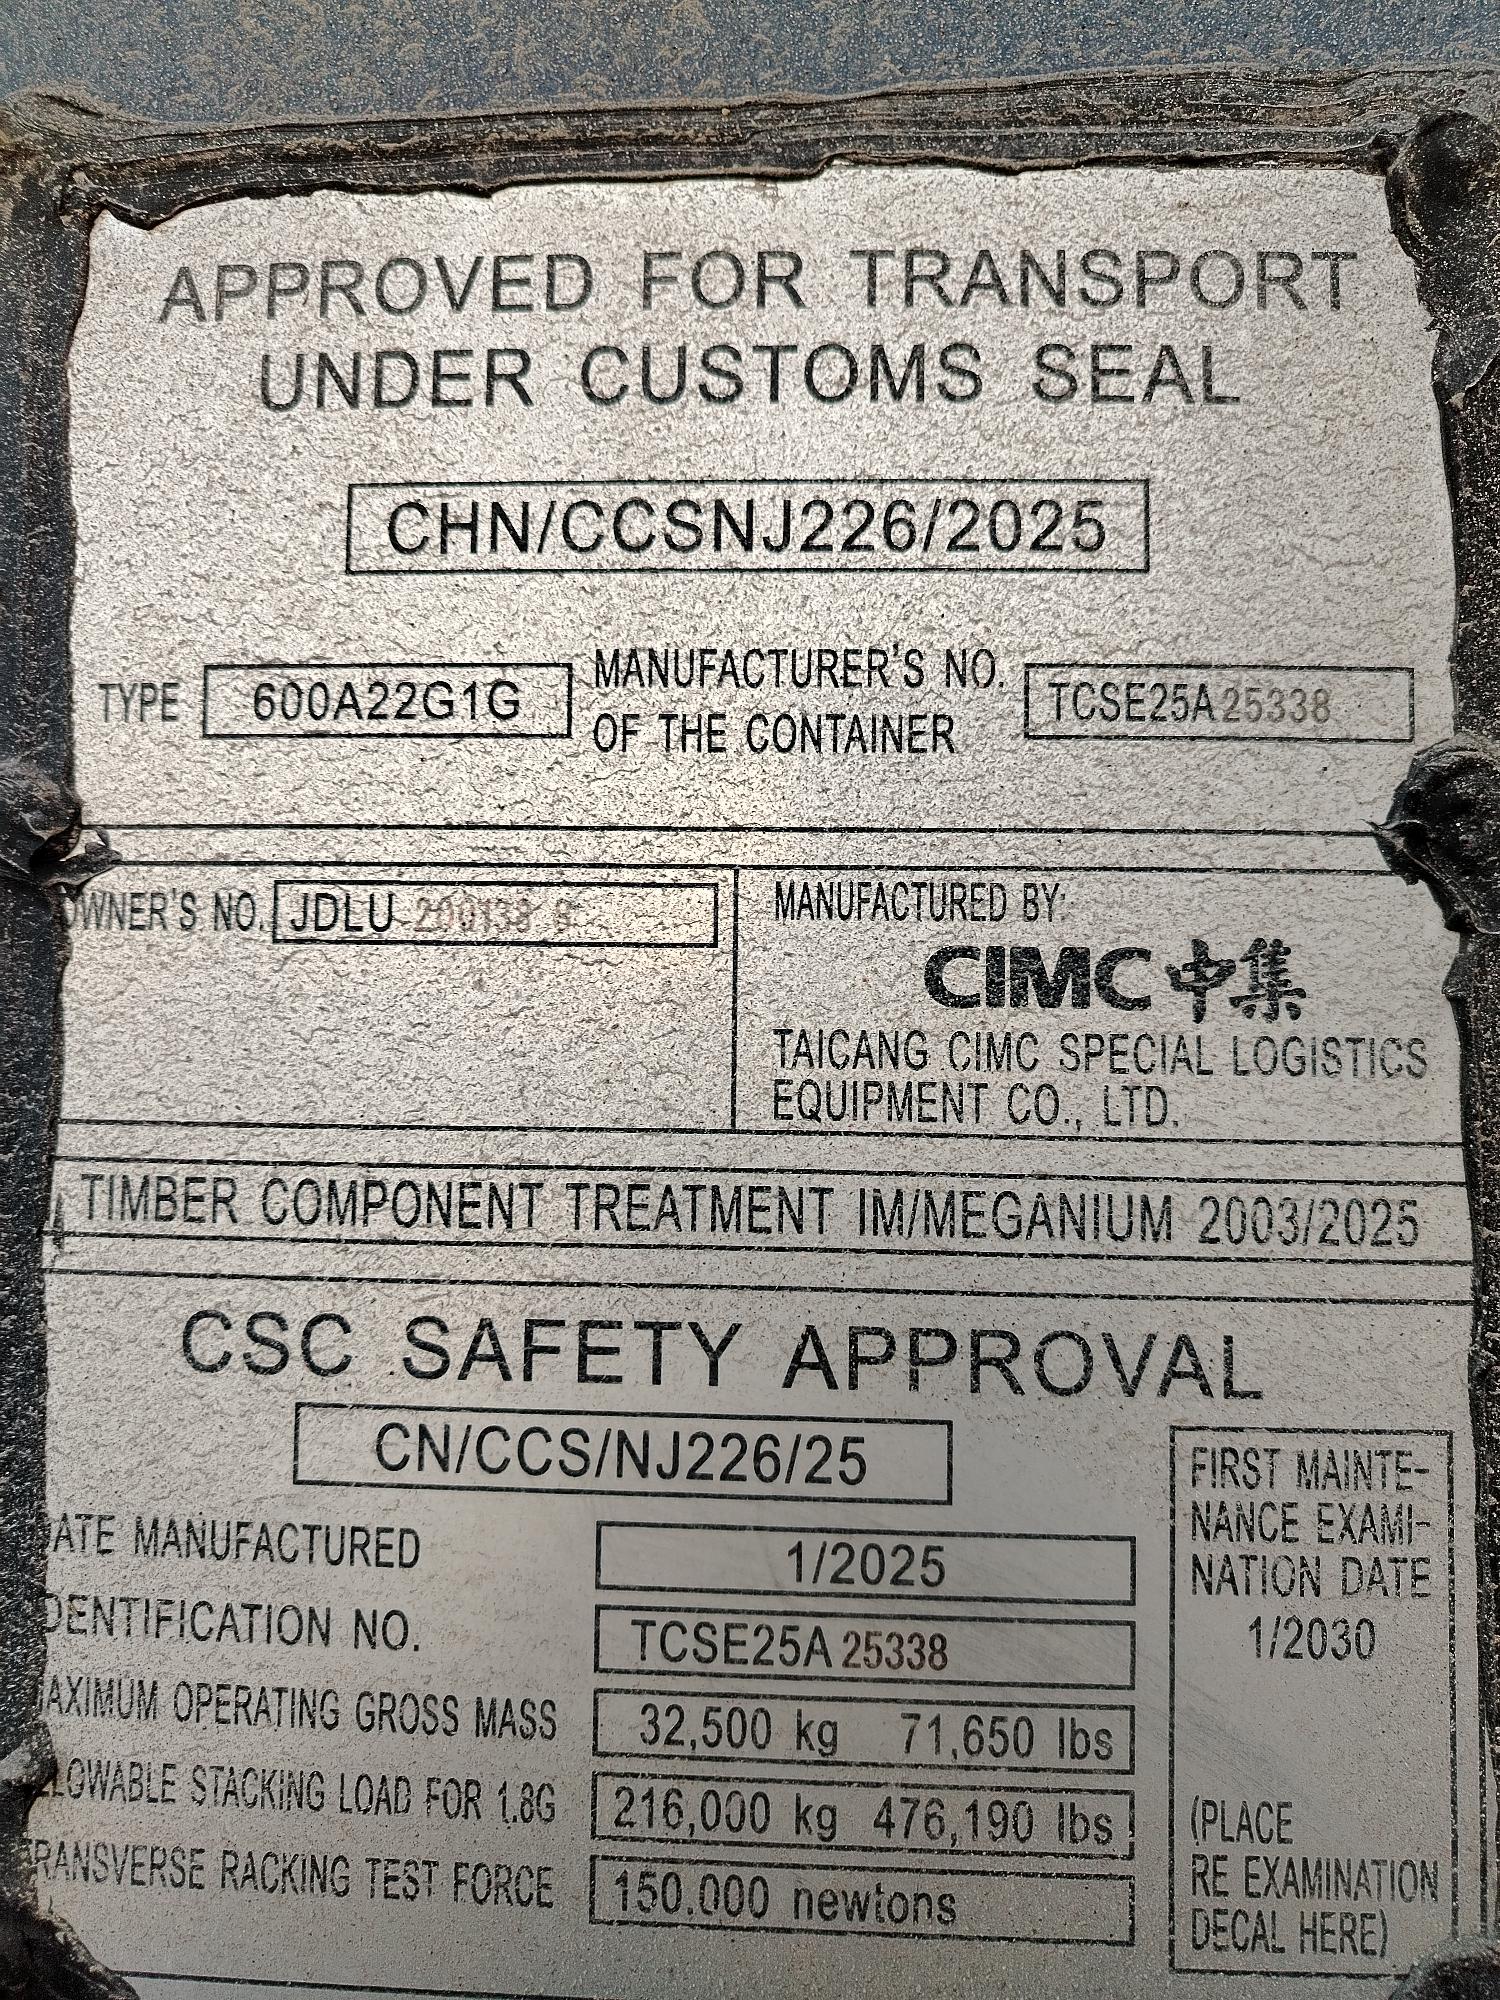 APPROVED FOR TRANSPORT
UNDER CUSTOMS SEAL
CHN/CCSNJ226/2025
TYPE 600A22G1G MANUFACTURER'S NO. OF THE CONTAINER TCSE25A25338
OWNER'S NO. JDLU
MANUFACTURED BY:
CIMC 中集
TAICANG CIMC SPECIAL LOGISTICS
EQUIPMENT CO., LTD.
TIMBER COMPONENT TREATMENT IM/MEGANIUM 2003/2025
CSC SAFETY APPROVAL
CN/CCS/NJ226/25
ATE MANUFACTURED 1/2025
DENTIFICATION NO. TCSE25A25338
AXIMUM OPERATING GROSS MASS 32,500 kg 71,650 lbs
LLOWABLE STACKING LOAD FOR 1.8G 216,000 kg 476,190 lbs
TRANSVERSE RACKING TEST FORCE 150.000 newtons
FIRST MAINTE-
NANCE EXAMI-
NATION DATE
1/2030
(PLACE
RE EXAMINATION
DECAL HERE)